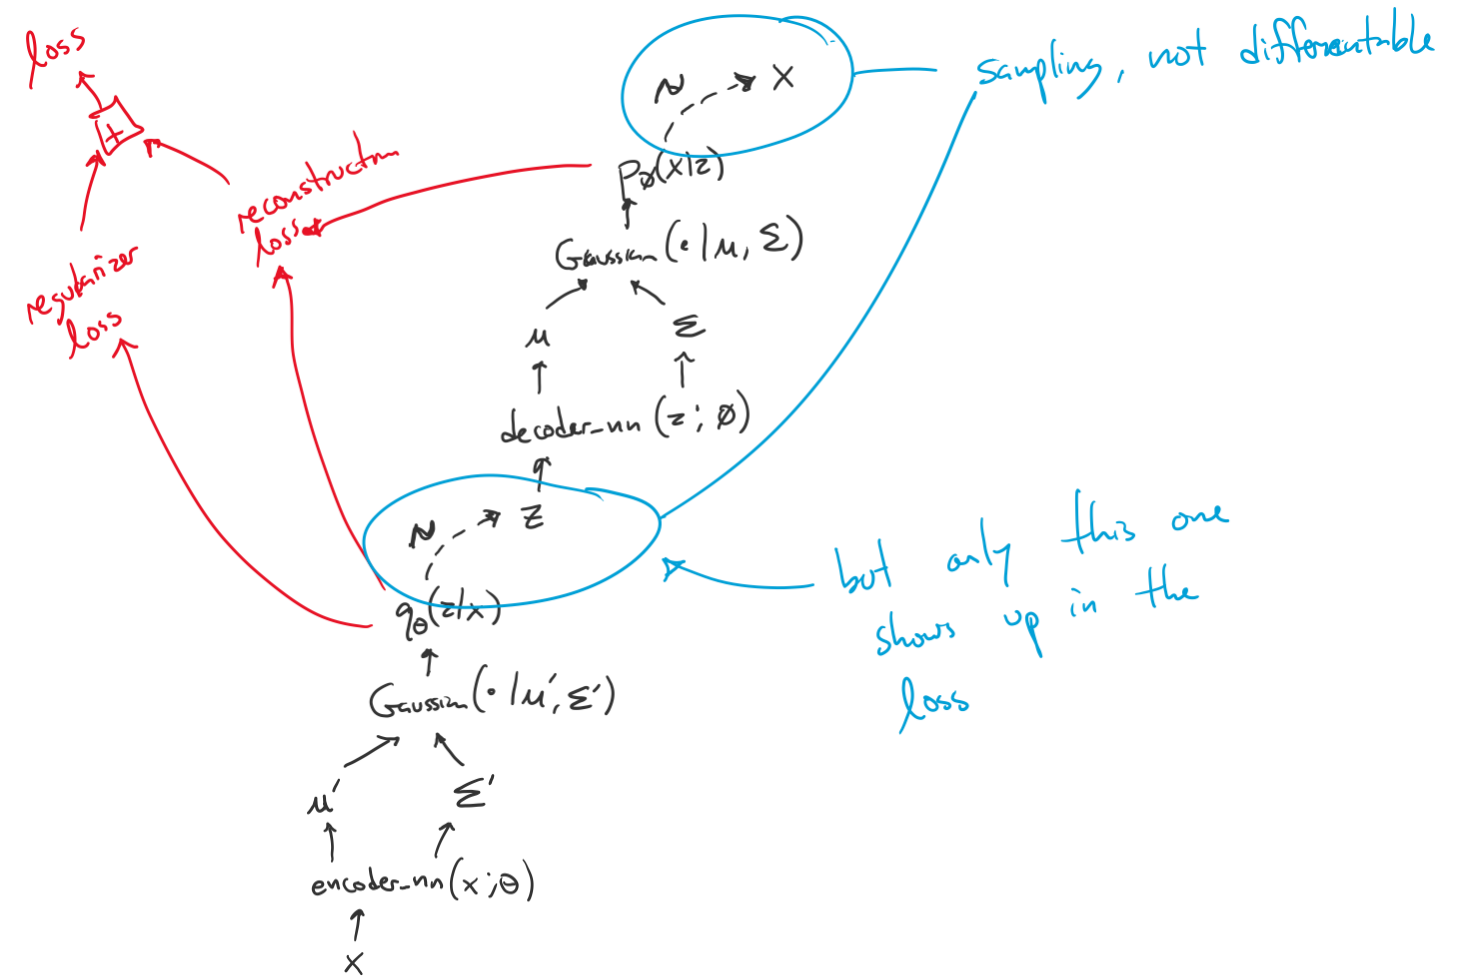 loss
+
reconstruction
loss
regularizer
loss
~ --→ x
sampling, not differentiable
pø(x|z)
Gaussian(• | μ, Σ)
μ Σ
decoder_nn (z; ø)
~ --→ z
but only this one
shows up in the
loss
qθ(z|x)
Gaussian(• | μ', Σ')
μ' Σ'
encoder_nn(x; θ)
x